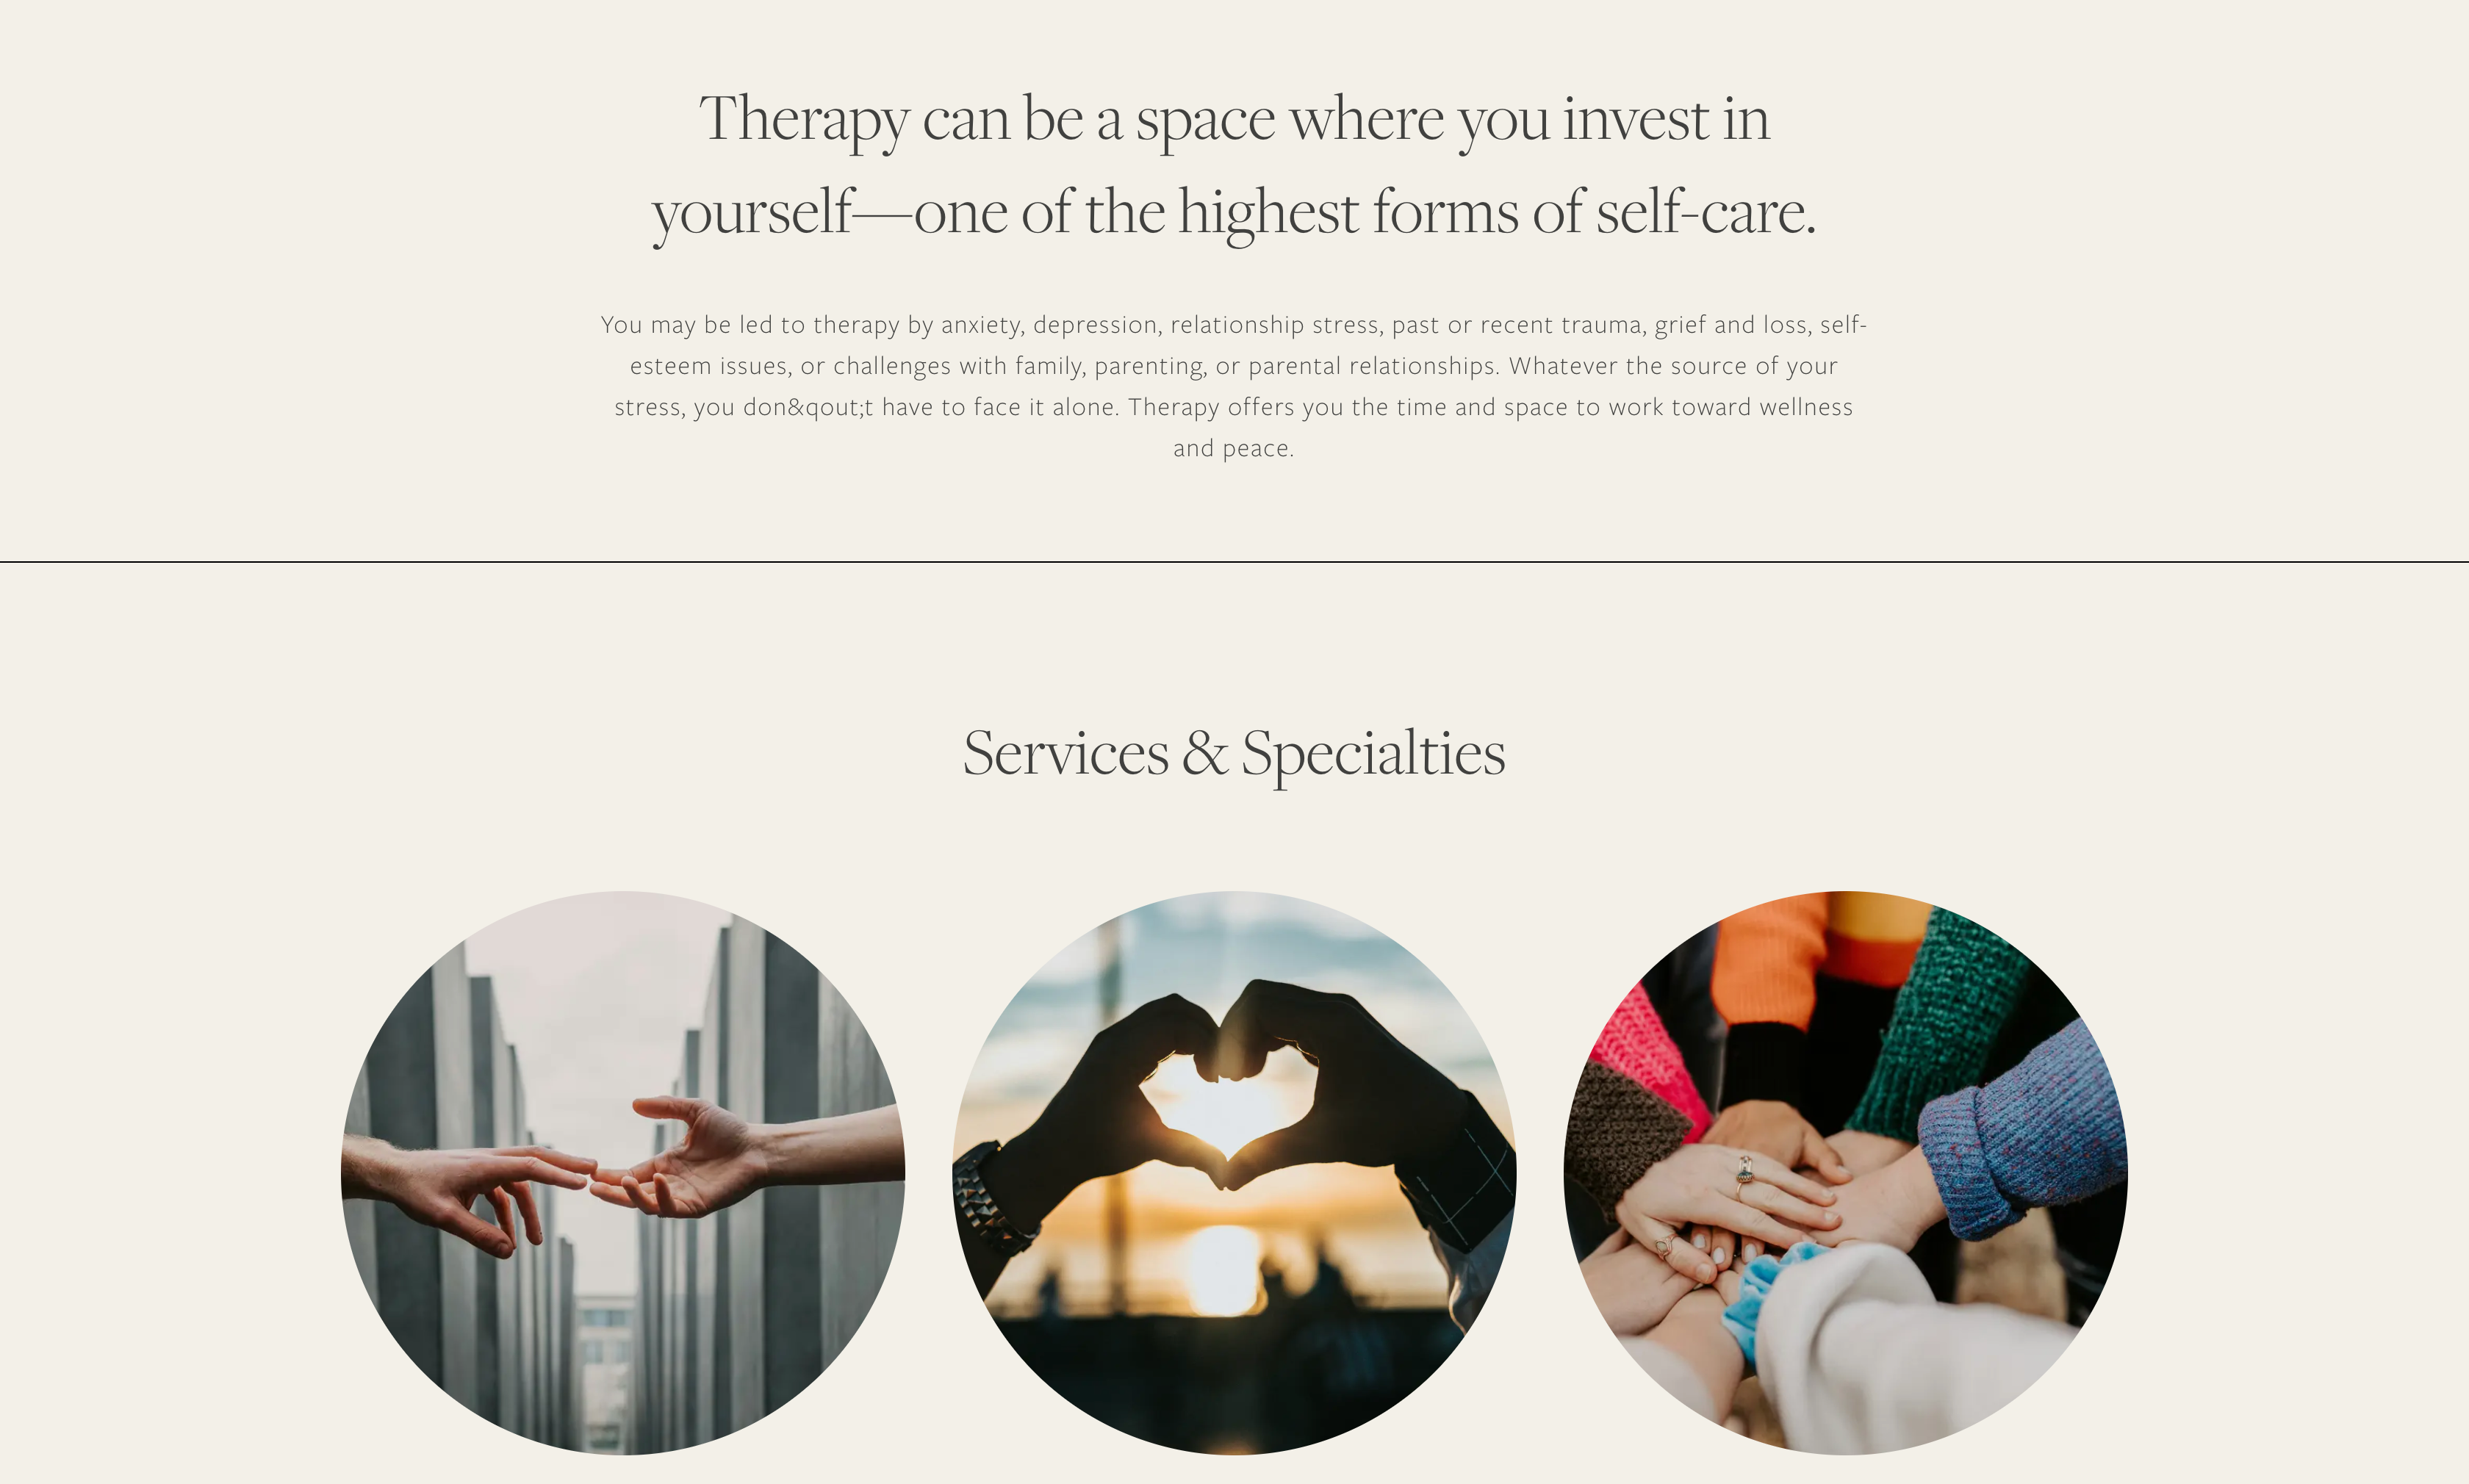 Therapy can be a space where you invest in
yourself—one of the highest forms of self-care.
You may be led to therapy by anxiety, depression, relationship stress, past or recent trauma, grief and loss, self-
esteem issues, or challenges with family, parenting, or parental relationships. Whatever the source of your
stress, you don&qout;t have to face it alone. Therapy offers you the time and space to work toward wellness
and peace.
Services & Specialties